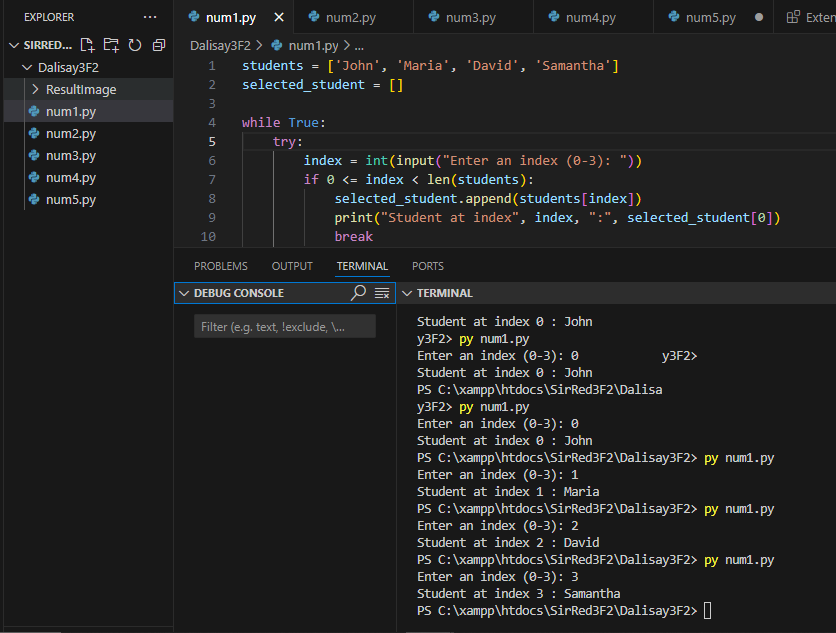 EXPLORER ...
SIRRED...
Dalisay3F2
ResultImage
num1.py
num2.py
num3.py
num4.py
num5.py
num1.py num2.py num3.py num4.py num5.py Exten
Dalisay3F2 > num1.py > ...
1 students = ['John', 'Maria', 'David', 'Samantha']
2 selected_student = []
3
4 while True:
5 try:
6 index = int(input("Enter an index (0-3): "))
7 if 0 <= index < len(students):
8 selected_student.append(students[index])
9 print("Student at index", index, ":", selected_student[0])
10 break
PROBLEMS OUTPUT TERMINAL PORTS
DEBUG CONSOLE
Filter (e.g. text, !exclude, \...
TERMINAL
Student at index 0 : John
y3F2> py num1.py
Enter an index (0-3): 0 y3F2>
Student at index 0 : John
PS C:\xampp\htdocs\SirRed3F2\Dalisa
y3F2> py num1.py
Enter an index (0-3): 0
Student at index 0 : John
PS C:\xampp\htdocs\SirRed3F2\Dalisay3F2> py num1.py
Enter an index (0-3): 1
Student at index 1 : Maria
PS C:\xampp\htdocs\SirRed3F2\Dalisay3F2> py num1.py
Enter an index (0-3): 2
Student at index 2 : David
PS C:\xampp\htdocs\SirRed3F2\Dalisay3F2> py num1.py
Enter an index (0-3): 3
Student at index 3 : Samantha
PS C:\xampp\htdocs\SirRed3F2\Dalisay3F2>